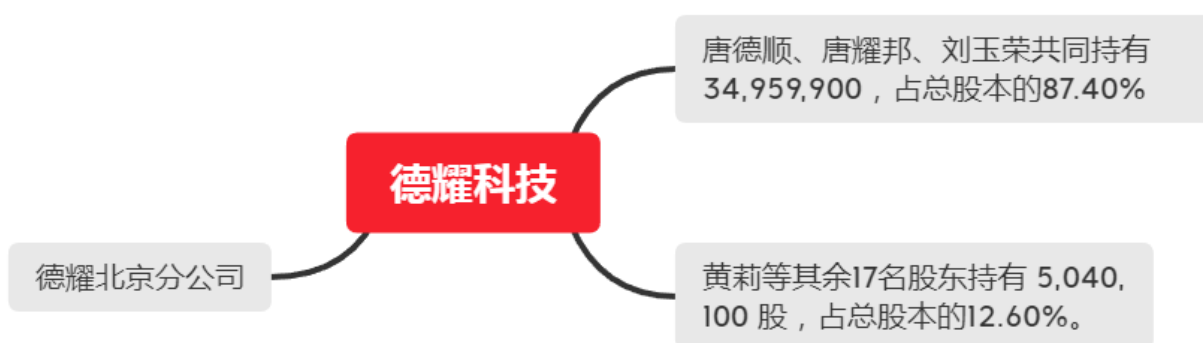 唐德顺、唐耀邦、刘玉荣共同持有
34,959,900，占总股本的87.40%
德耀科技
德耀北京分公司
黄莉等其余17名股东持有 5,040,
100 股，占总股本的12.60%。